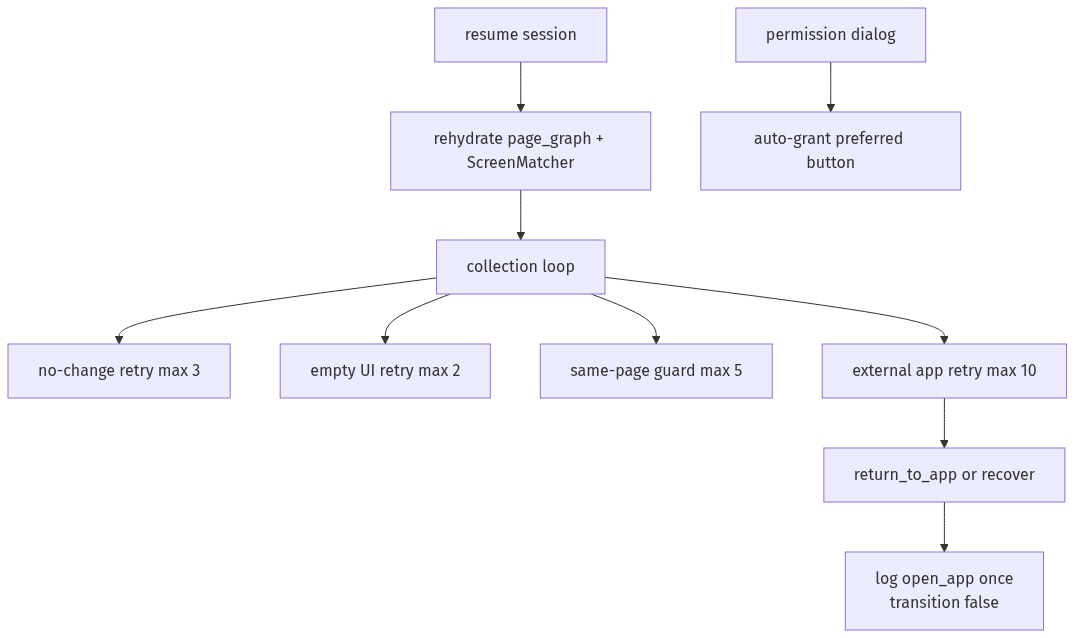 resume session
permission dialog
rehydrate page_graph +
ScreenMatcher
auto-grant preferred
button
collection loop
no-change retry max 3
empty UI retry max 2
same-page guard max 5
external app retry max 10
return_to_app or recover
log open_app once
transition false